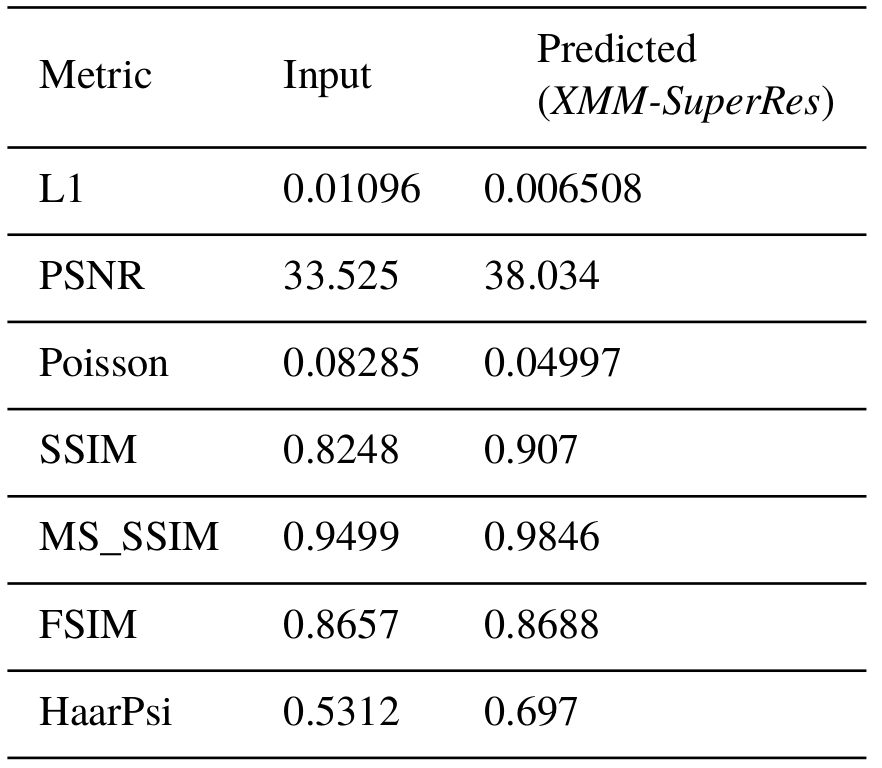 Metric Input Predicted
(XMM-SuperRes)
L1 0.01096 0.006508
PSNR 33.525 38.034
Poisson 0.08285 0.04997
SSIM 0.8248 0.907
MS_SSIM 0.9499 0.9846
FSIM 0.8657 0.8688
HaarPsi 0.5312 0.697